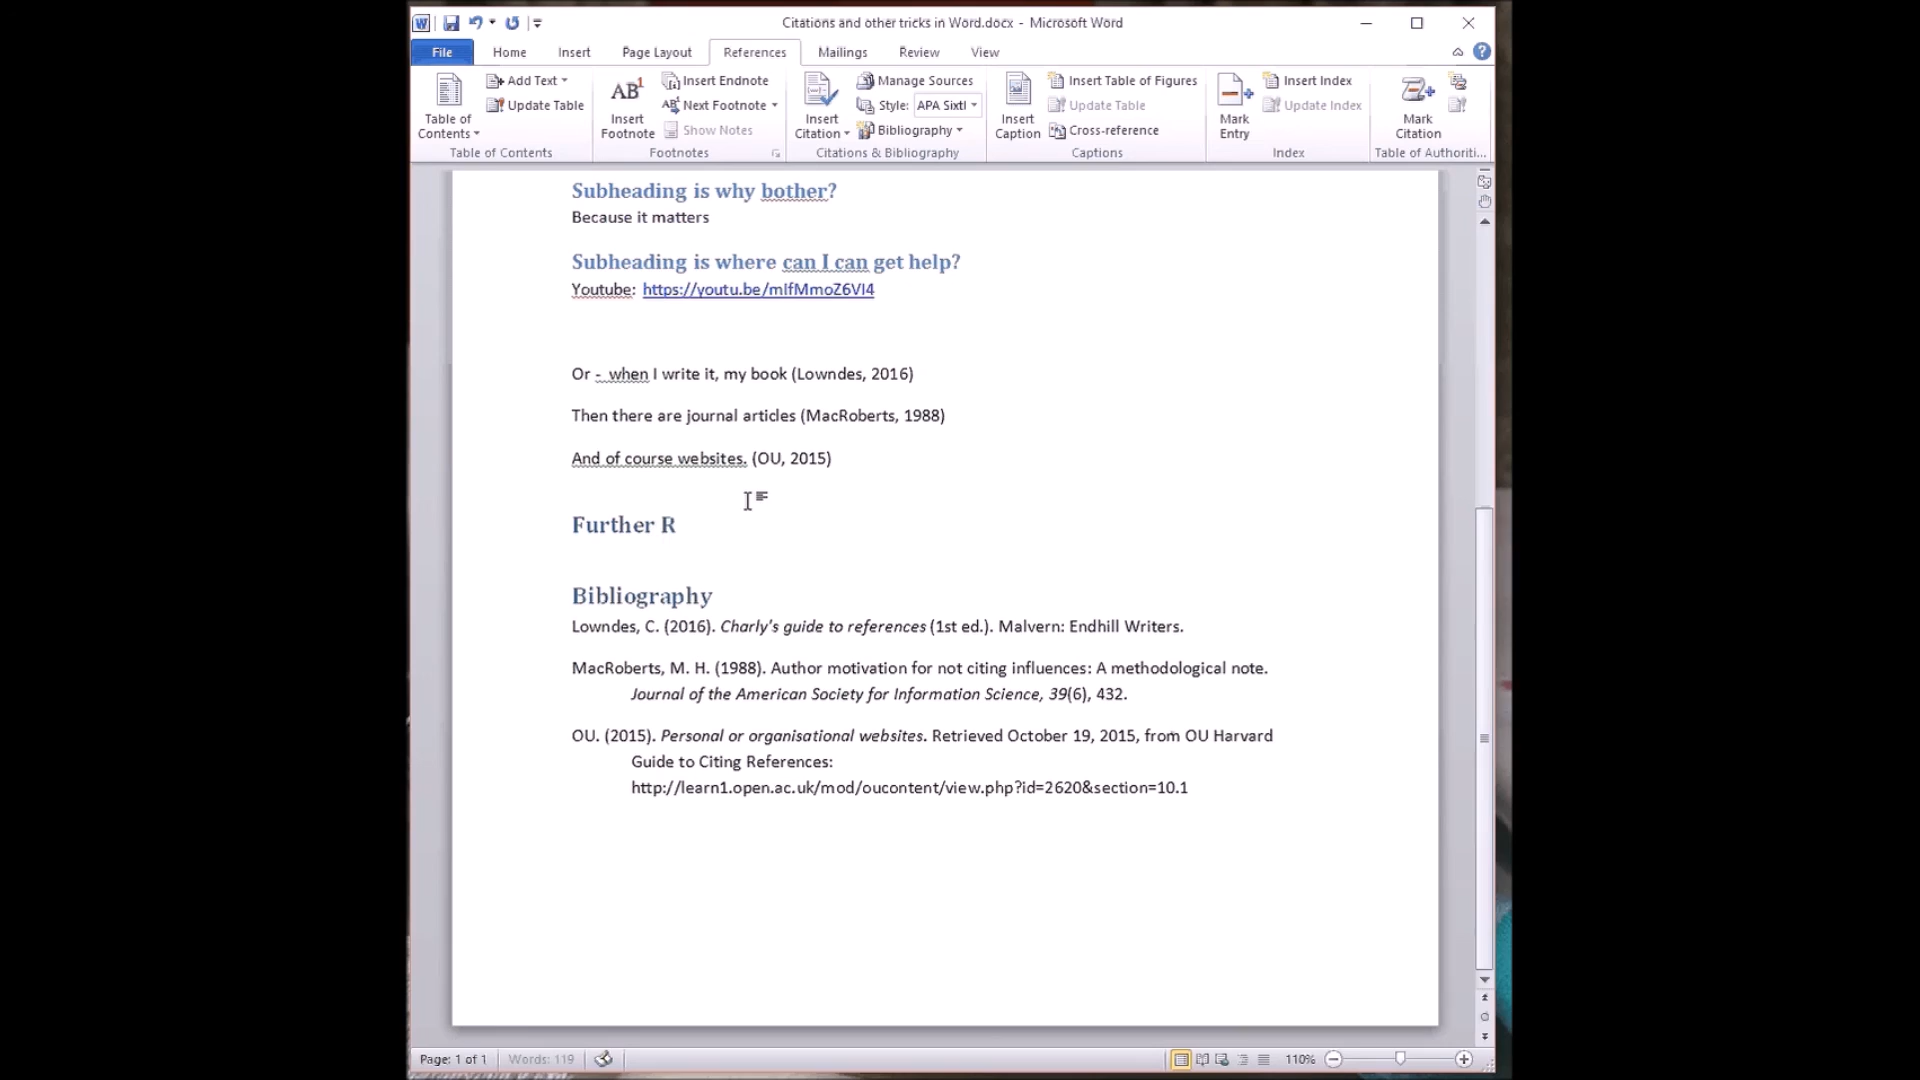 Citations and other tricks in Word.docx - Microsoft Word
File Home Insert Page Layout References Mailings Review View
Table of Contents
Add Text
Update Table
Table of Contents
AB¹ Insert Footnote
Insert Endnote
AB Next Footnote
Show Notes
Footnotes
Insert Citation
Manage Sources
Style: APA Sixtl
Bibliography
Citations & Bibliography
Insert Caption
Insert Table of Figures
Update Table
Cross-reference
Captions
Mark Entry
Insert Index
Update Index
Index
Mark Citation
Table of Authoriti...
Subheading is why bother?
Because it matters
Subheading is where can I can get help?
Youtube: https://youtu.be/mIfMmoZ6VI4
Or - when I write it, my book (Lowndes, 2016)
Then there are journal articles (MacRoberts, 1988)
And of course websites. (OU, 2015)
Further R
Bibliography
Lowndes, C. (2016). Charly's guide to references (1st ed.). Malvern: Endhill Writers.
MacRoberts, M. H. (1988). Author motivation for not citing influences: A methodological note.
Journal of the American Society for Information Science, 39(6), 432.
OU. (2015). Personal or organisational websites. Retrieved October 19, 2015, from OU Harvard
Guide to Citing References:
http://learn1.open.ac.uk/mod/oucontent/view.php?id=2620&section=10.1
Page: 1 of 1 Words: 119 110%